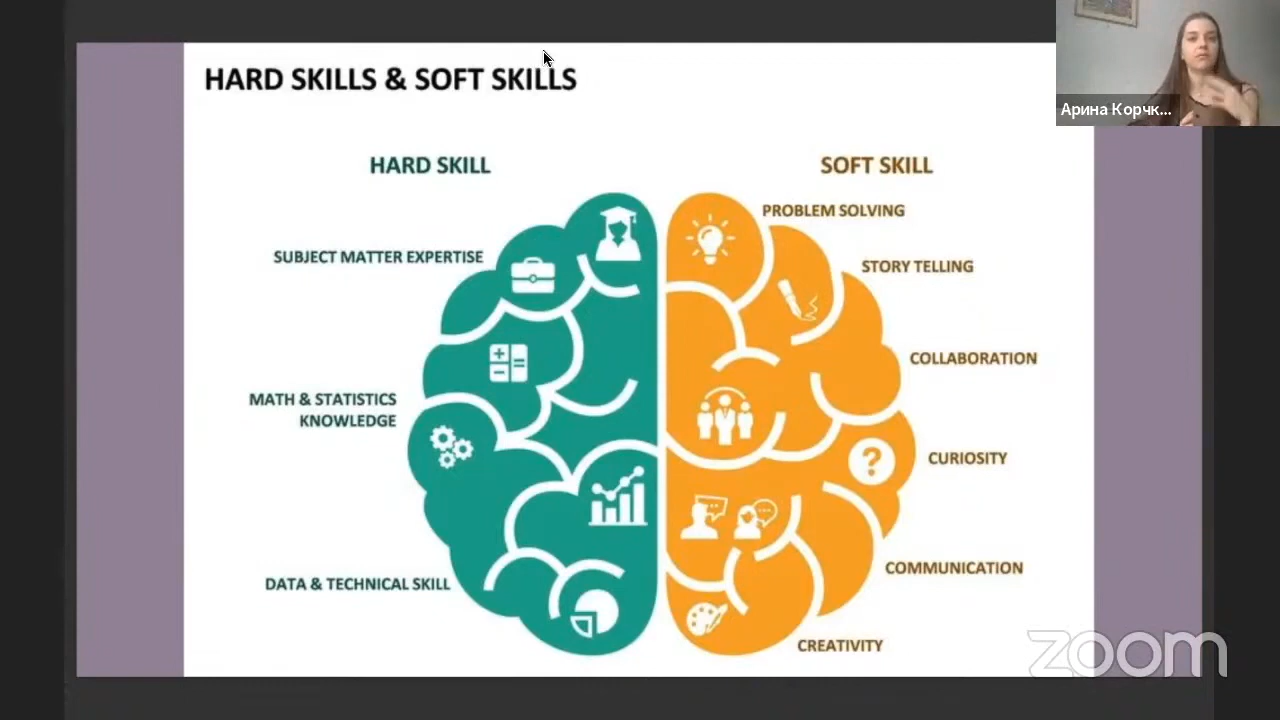 HARD SKILLS & SOFT SKILLS
Арина Корчк...
HARD SKILL
SOFT SKILL
PROBLEM SOLVING
SUBJECT MATTER EXPERTISE
STORY TELLING
COLLABORATION
MATH & STATISTICS
KNOWLEDGE
CURIOSITY
COMMUNICATION
DATA & TECHNICAL SKILL
CREATIVITY
zoom